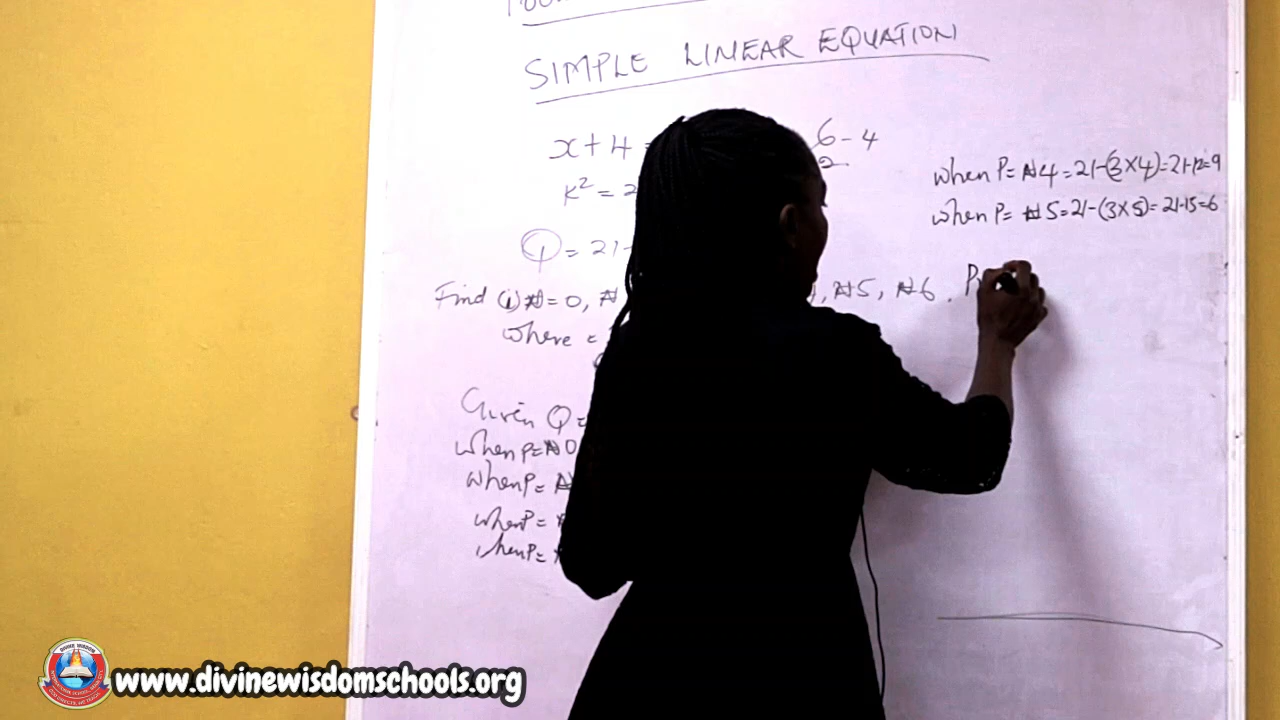 SIMPLE LINEAR EQUATION
x + 4 =
6 - 4
2
K² = 2
when P = ₦4 = 21-(3×4) = 21-12=9
when P = ₦5 = 21-(3×5) = 21-15=6
Q = 21-
Find (i) ₦ = 0, ₦ , ₦5, ₦6. P
where =
Given Q =
when P=₦0
when P= ₦
when P =
when P=
www.divinewisdomschools.org